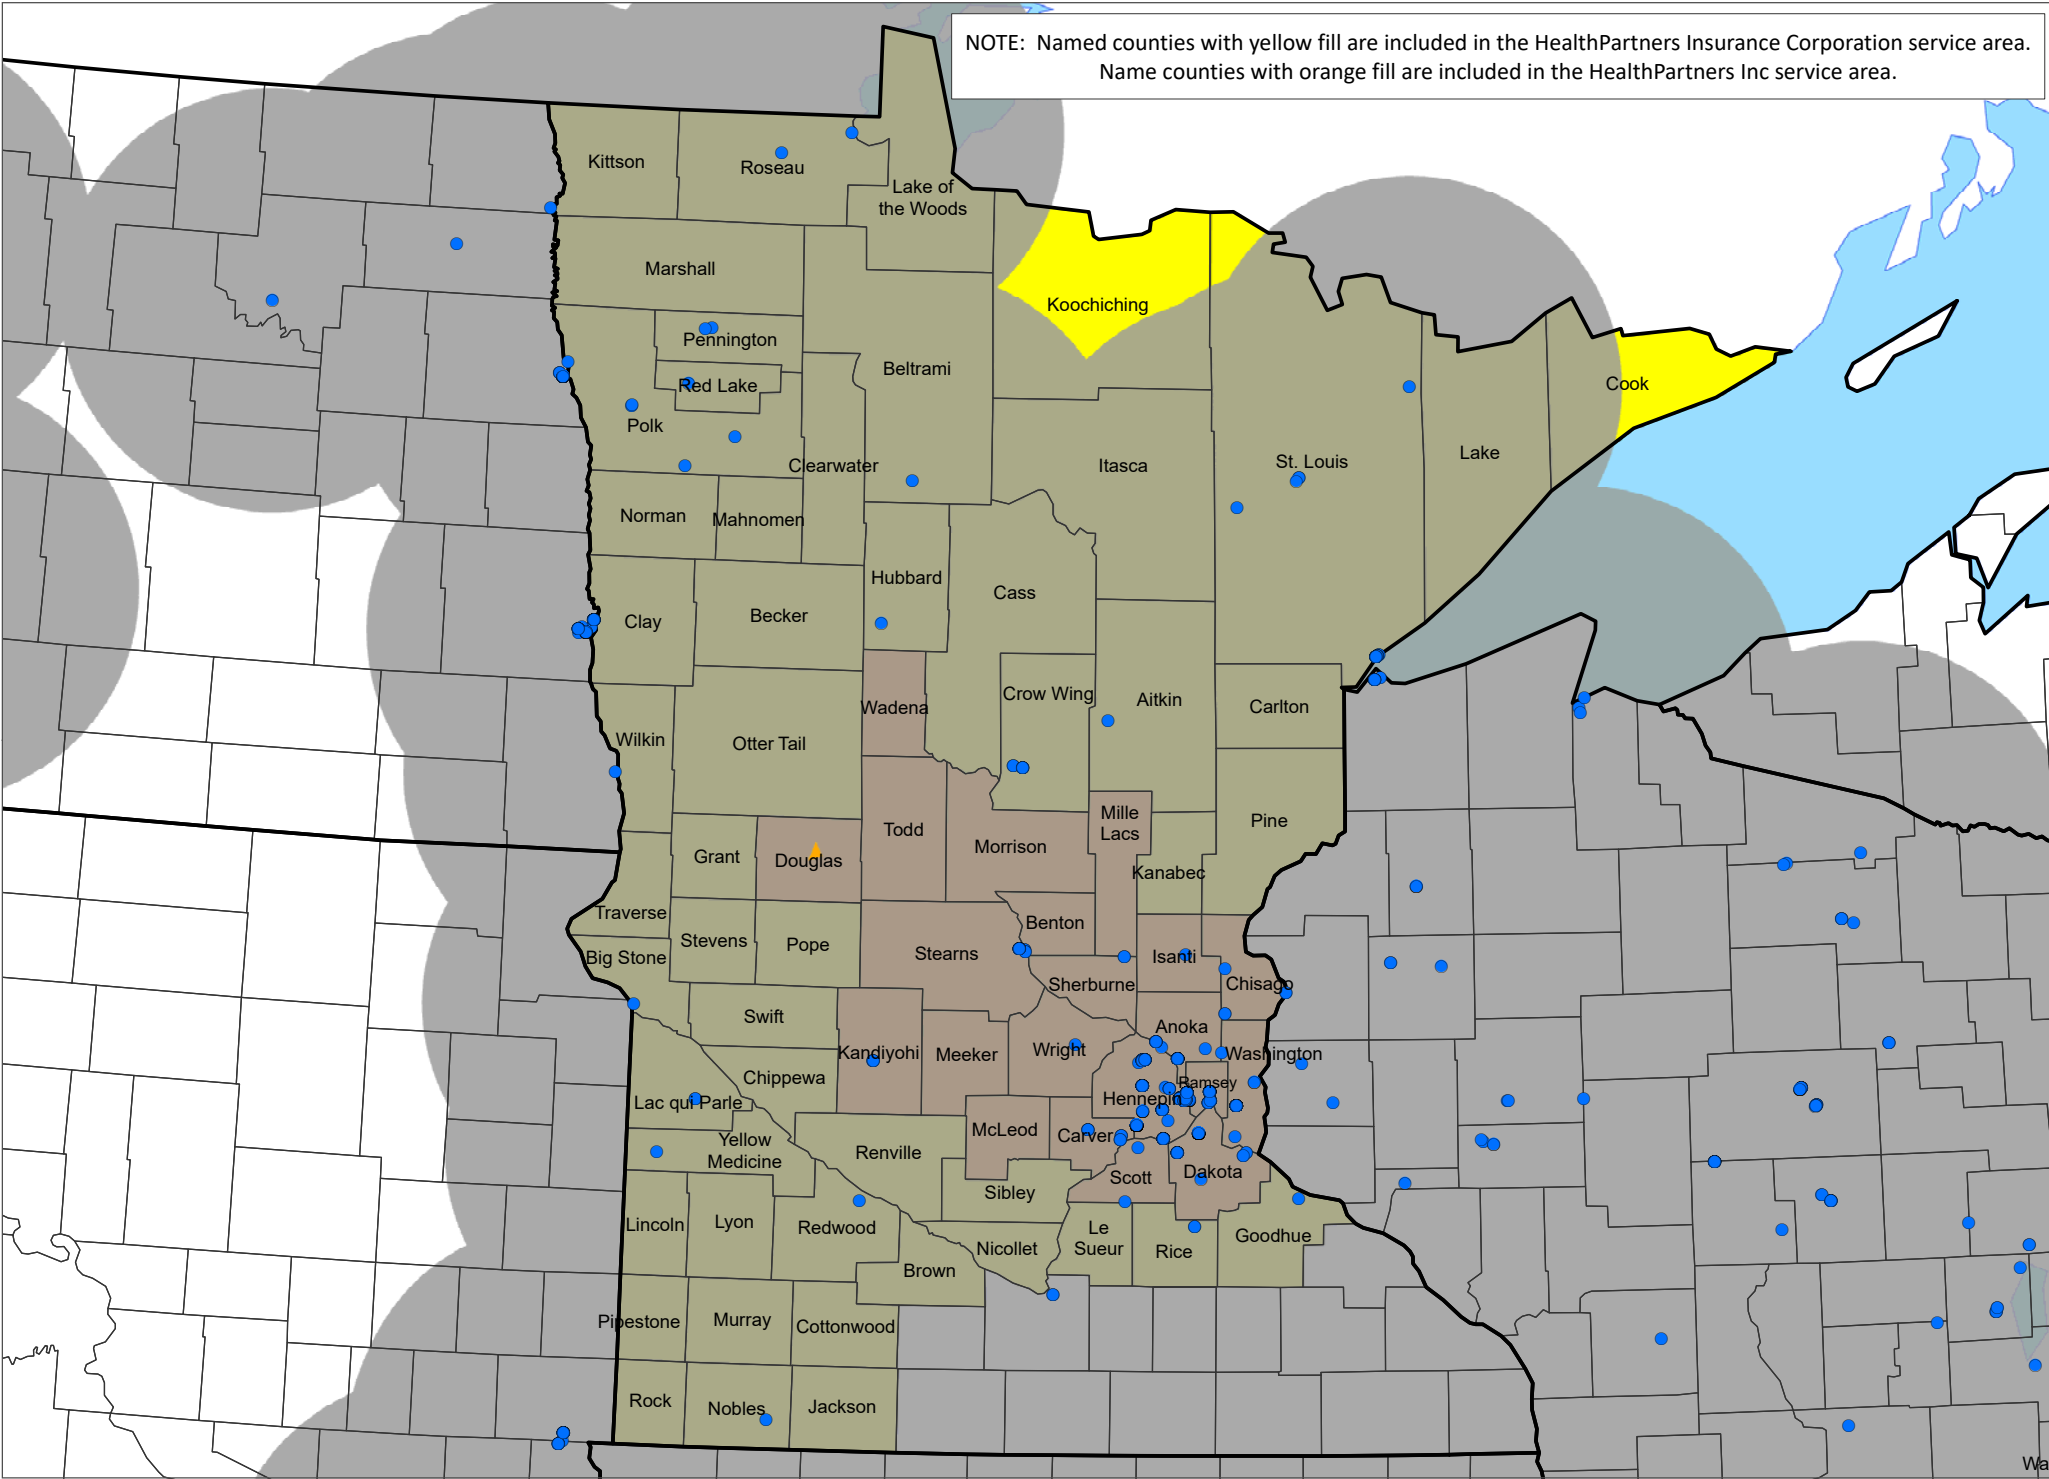 NOTE: Named counties with yellow fill are included in the HealthPartners Insurance Corporation service area.
Name counties with orange fill are included in the HealthPartners Inc service area.
Kittson
Roseau
Lake of
the Woods
Marshall
Koochiching
Pennington
Beltrami
Red Lake
Cook
Polk
Clearwater
Itasca
St. Louis
Lake
Norman
Mahnomen
Hubbard
Cass
Clay
Becker
Wadena
Crow Wing
Aitkin
Carlton
Wilkin
Otter Tail
Mille
Lacs
Todd
Morrison
Pine
Grant
Douglas
Kanabec
Traverse
Stevens
Pope
Benton
Big Stone
Stearns
Isanti
Sherburne
Chisago
Swift
Anoka
Kandiyohi
Meeker
Wright
Washington
Chippewa
Ramsey
Lac qui Parle
Hennepin
McLeod
Carver
Yellow
Medicine
Renville
Scott
Dakota
Sibley
Lincoln
Lyon
Redwood
Le
Sueur
Rice
Goodhue
Nicollet
Brown
Pipestone
Murray
Cottonwood
Rock
Nobles
Jackson
Wa